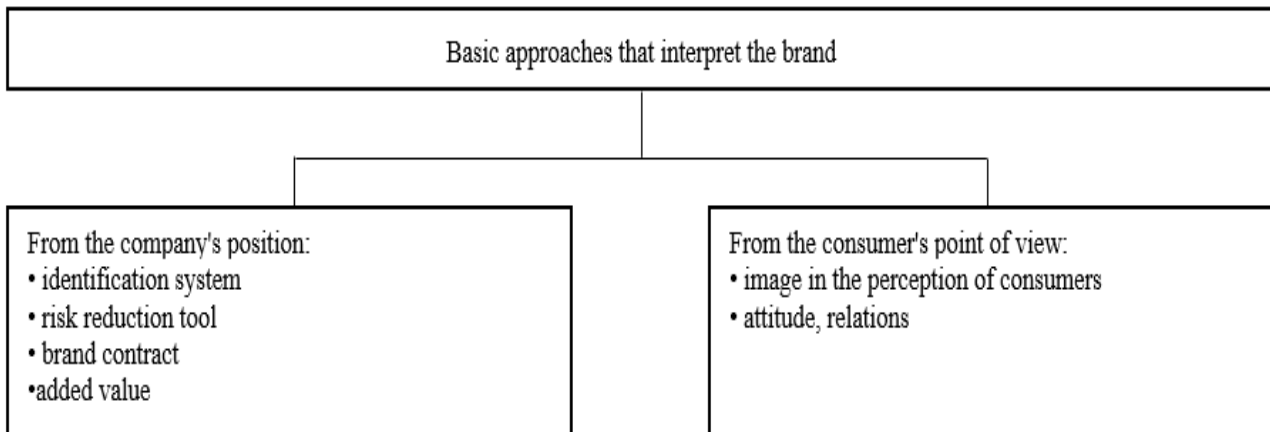 Basic approaches that interpret the brand
From the company's position:
• identification system
• risk reduction tool
• brand contract
•added value
From the consumer's point of view:
• image in the perception of consumers
• attitude, relations